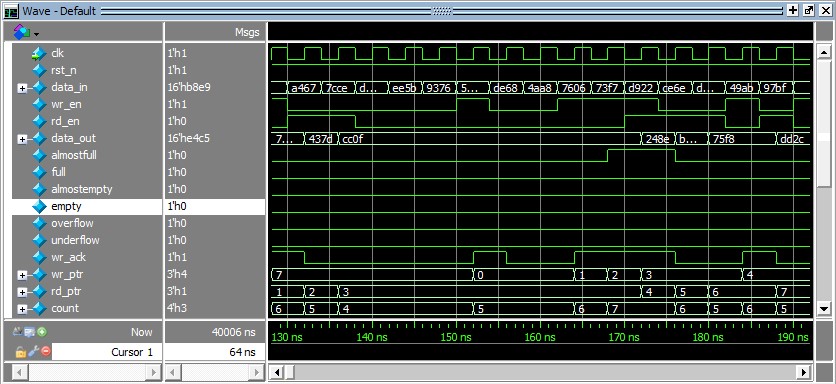 Wave - Default
Msgs
clk 1'h1
rst_n 1'h1
data_in 16'hb8e9 a467 7cce d... ee5b 9376 5... de68 4aa8 7606 73f7 d922 ce6e d... 49ab 97bf
wr_en 1'h0
rd_en 1'h0
data_out 16'he4c5 7... 437d cc0f 248e b... 75f8 dd2c
almostfull 1'h0
full 1'h0
almostempty 1'h0
empty 1'h0
overflow 1'h0
underflow 1'h0
wr_ack 1'h1
wr_ptr 3'h4 7 0 1 2 3 4
rd_ptr 3'h1 1 2 3 4 5 6 7
count 4'h3 6 5 4 5 6 7 6 5 6 5
Now 40006 ns 130 ns 140 ns 150 ns 160 ns 170 ns 180 ns 190 ns
Cursor 1 64 ns